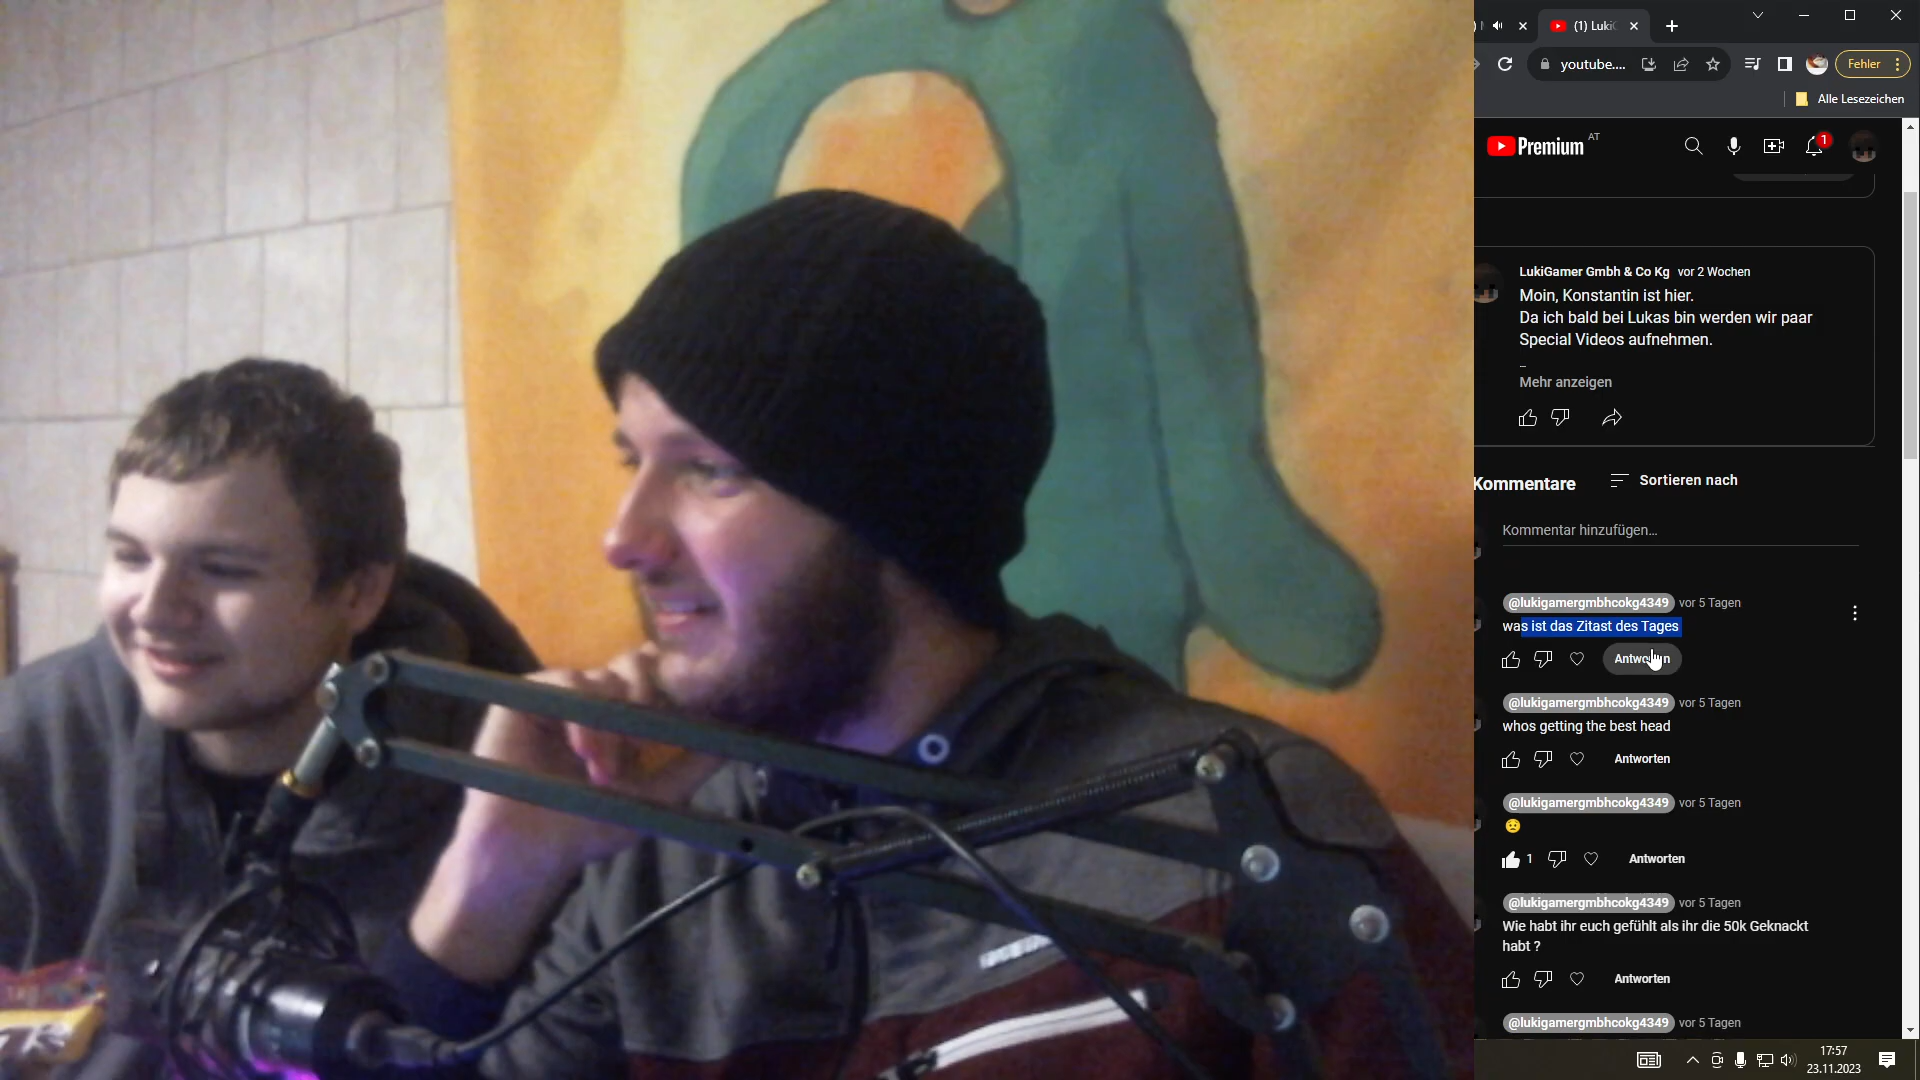 (1) Luki
youtube....
Fehler
Alle Lesezeichen
Premium AT
1
LukiGamer Gmbh & Co Kg vor 2 Wochen
Moin, Konstantin ist hier.
Da ich bald bei Lukas bin werden wir paar
Special Videos aufnehmen.
_
Mehr anzeigen
Kommentare
Sortieren nach
Kommentar hinzufügen...
@lukigamergmbhcokg4349 vor 5 Tagen
was ist das Zitast des Tages
Antworten
@lukigamergmbhcokg4349 vor 5 Tagen
whos getting the best head
Antworten
@lukigamergmbhcokg4349 vor 5 Tagen
😟
1 Antworten
@lukigamergmbhcokg4349 vor 5 Tagen
Wie habt ihr euch gefühlt als ihr die 50k Geknackt
habt ?
Antworten
@lukigamergmbhcokg4349 vor 5 Tagen
17:57
23.11.2023